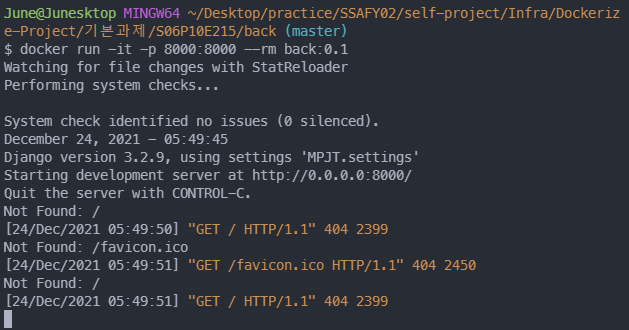 June@Junesktop MINGW64 ~/Desktop/practice/SSAFY02/self-project/Infra/Dockeriz
e-Project/기본과제/S06P10E215/back (master)
$ docker run -it -p 8000:8000 --rm back:0.1
Watching for file changes with StatReloader
Performing system checks...

System check identified no issues (0 silenced).
December 24, 2021 - 05:49:45
Django version 3.2.9, using settings 'MPJT.settings'
Starting development server at http://0.0.0.0:8000/
Quit the server with CONTROL-C.
Not Found: /
[24/Dec/2021 05:49:50] "GET / HTTP/1.1" 404 2399
Not Found: /favicon.ico
[24/Dec/2021 05:49:51] "GET /favicon.ico HTTP/1.1" 404 2450
Not Found: /
[24/Dec/2021 05:49:51] "GET / HTTP/1.1" 404 2399